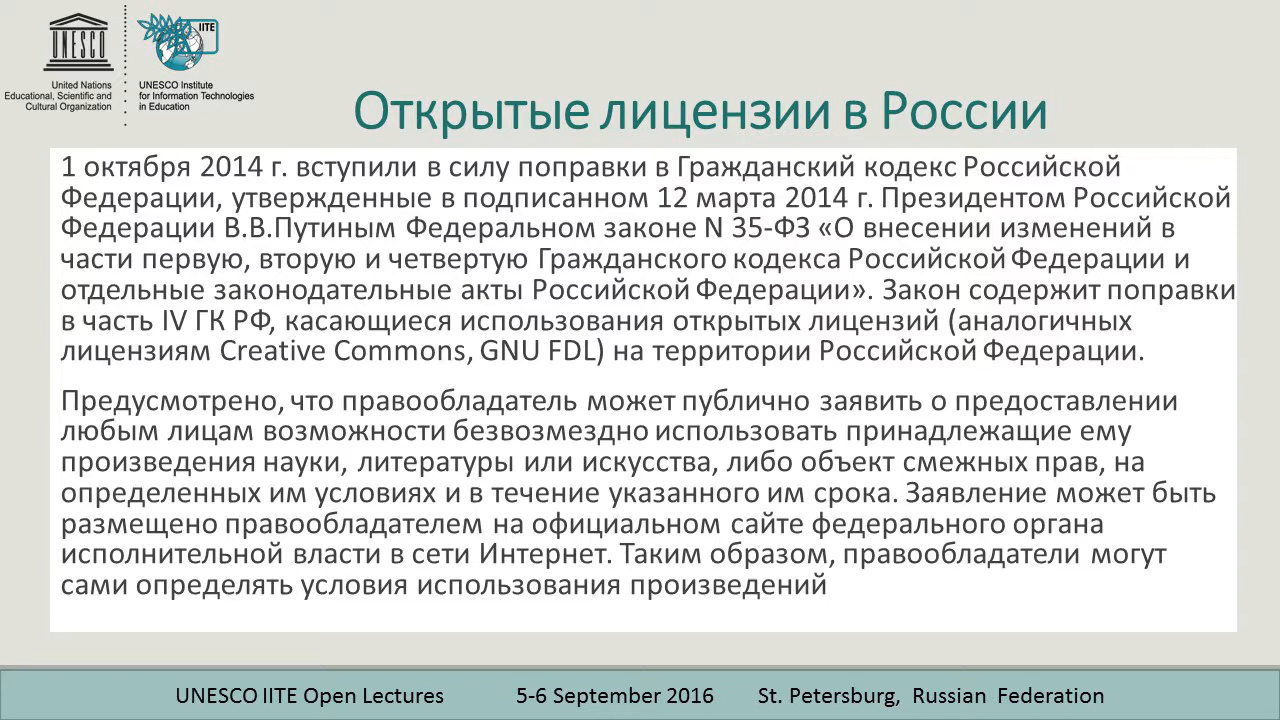 UNESCO
United Nations
Educational, Scientific and
Cultural Organization
IITE
UNESCO Institute
for Information Technologies
in Education
Открытые лицензии в России
1 октября 2014 г. вступили в силу поправки в Гражданский кодекс Российской
Федерации, утвержденные в подписанном 12 марта 2014 г. Президентом Российской
Федерации В.В.Путиным Федеральном законе N 35-ФЗ «О внесении изменений в
части первую, вторую и четвертую Гражданского кодекса Российской Федерации и
отдельные законодательные акты Российской Федерации». Закон содержит поправки
в часть IV ГК РФ, касающиеся использования открытых лицензий (аналогичных
лицензиям Creative Commons, GNU FDL) на территории Российской Федерации.
Предусмотрено, что правообладатель может публично заявить о предоставлении
любым лицам возможности безвозмездно использовать принадлежащие ему
произведения науки, литературы или искусства, либо объект смежных прав, на
определенных им условиях и в течение указанного им срока. Заявление может быть
размещено правообладателем на официальном сайте федерального органа
исполнительной власти в сети Интернет. Таким образом, правообладатели могут
сами определять условия использования произведений
UNESCO IITE Open Lectures 5-6 September 2016 St. Petersburg, Russian Federation